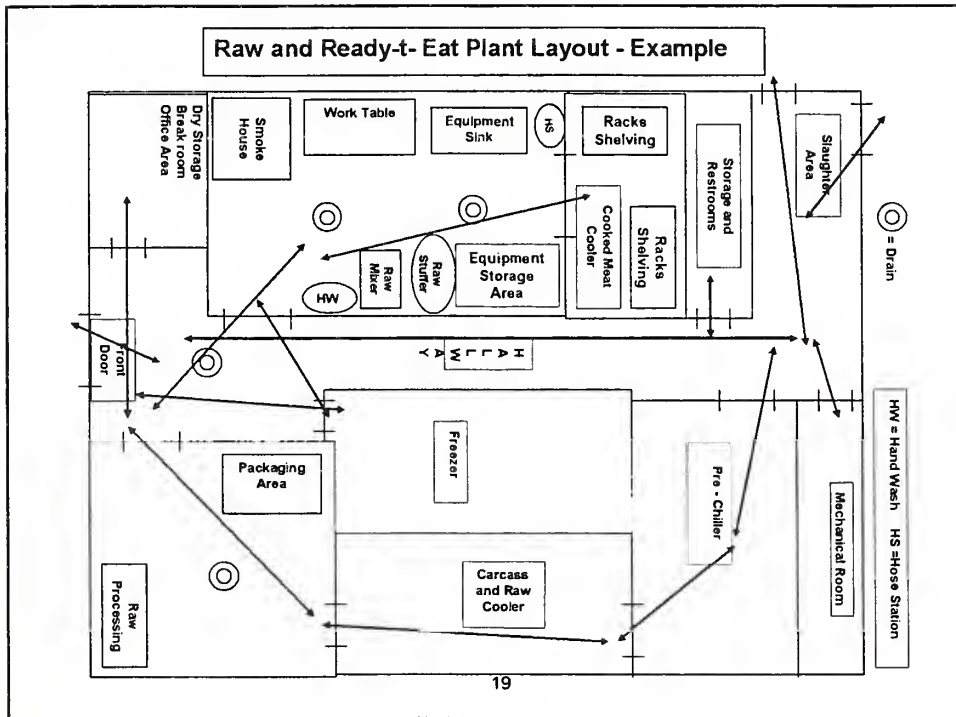 Raw and Ready-t- Eat Plant Layout - Example
Dry Storage
Break room
Office Area
Smoke
House
Work Table
Equipment
Sink
HS
Racks
Shelving
Storage and
Restrooms
Slaughter
Area
= Drain
Cooked Meat
Cooler
Racks
Shelving
HW
Raw
Mixer
Raw
Stuffer
Equipment
Storage
Area
Front
Door
HALLWAY
HW = Hand Wash HS =Hose Station
Packaging
Area
Freezer
Pre - Chiller
Mechanical Room
Raw
Processing
Carcass
and Raw
Cooler
19